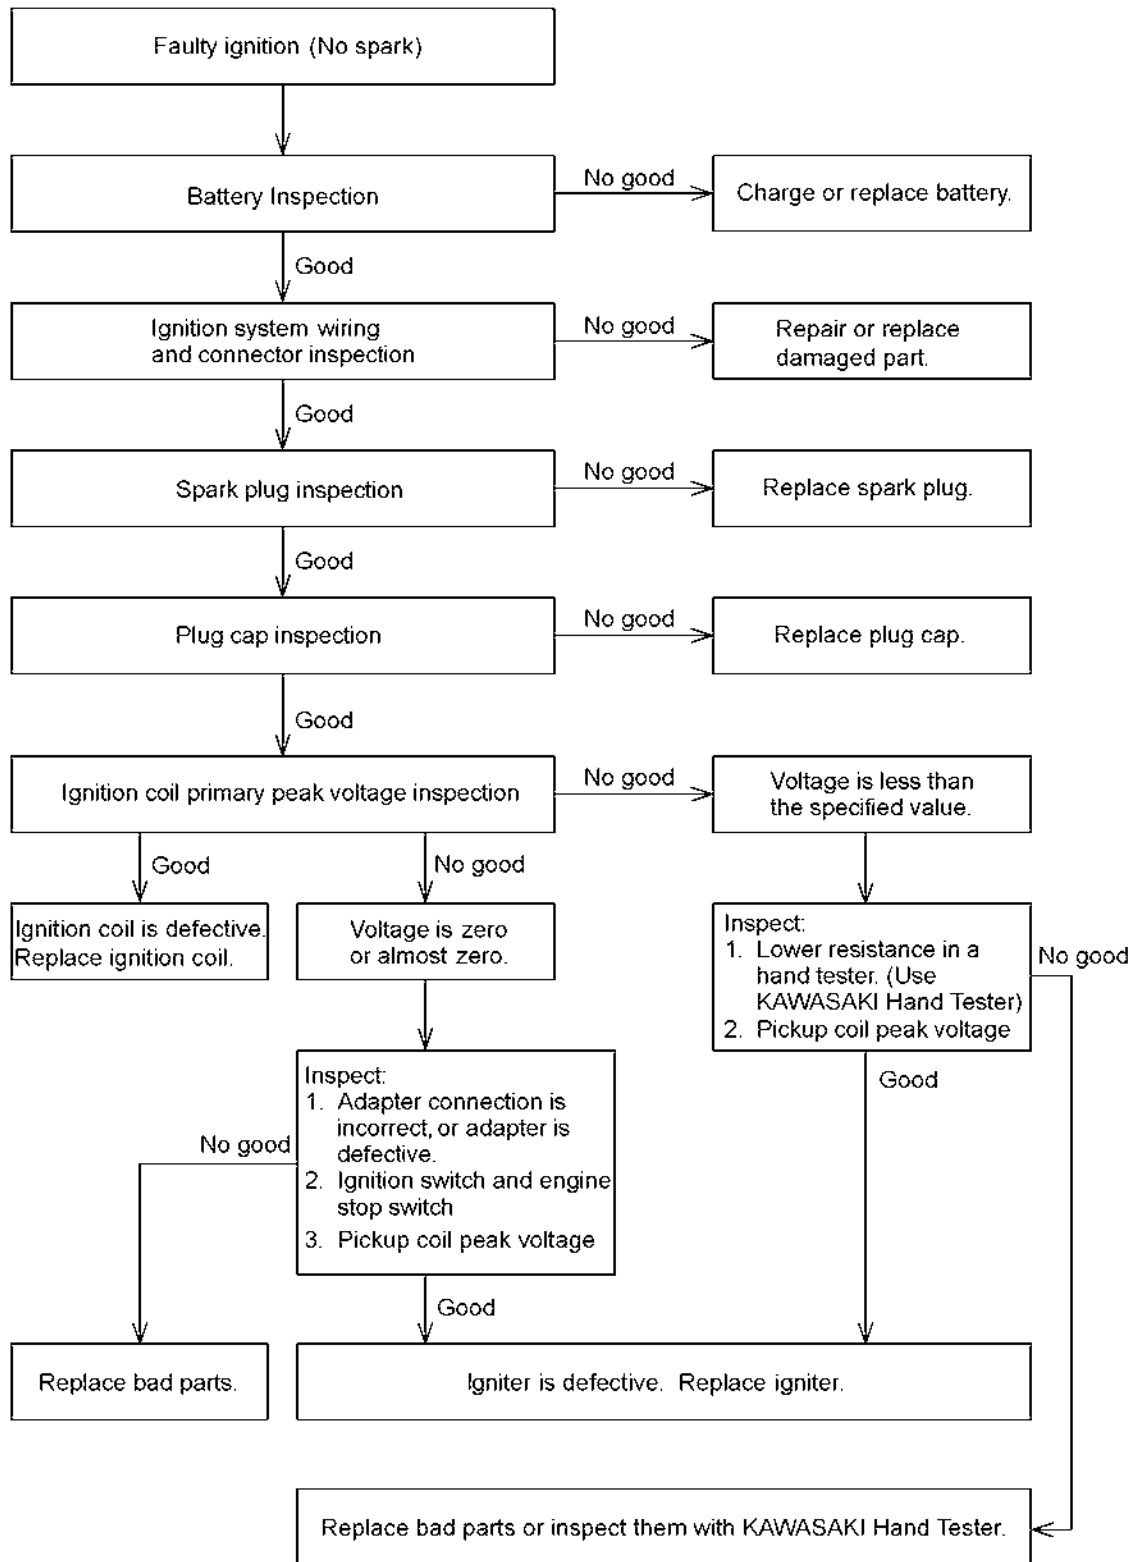 Faulty ignition (No spark)
Battery Inspection
No good
Charge or replace battery.
Good
Ignition system wiring
and connector inspection
No good
Repair or replace
damaged part.
Good
Spark plug inspection
No good
Replace spark plug.
Good
Plug cap inspection
No good
Replace plug cap.
Good
Ignition coil primary peak voltage inspection
No good
Voltage is less than
the specified value.
Good
No good
Ignition coil is defective.
Replace ignition coil.
Voltage is zero
or almost zero.
Inspect:
1. Lower resistance in a
hand tester. (Use
KAWASAKI Hand Tester)
2. Pickup coil peak voltage
No good
Good
Inspect:
1. Adapter connection is
incorrect, or adapter is
defective.
2. Ignition switch and engine
stop switch
3. Pickup coil peak voltage
No good
Good
Replace bad parts.
Igniter is defective. Replace igniter.
Replace bad parts or inspect them with KAWASAKI Hand Tester.